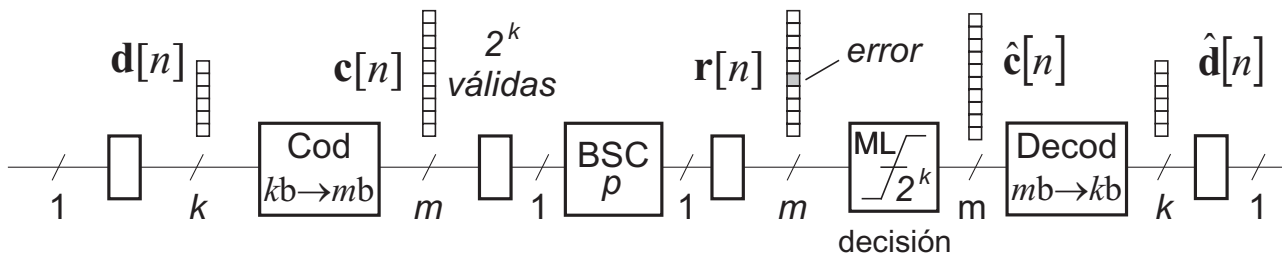 d[n]
c[n]
2^k
válidas
r[n]
error
ĉ[n]
d̂[n]
Cod
kb→mb
BSC
p
ML
2^k
Decod
mb→kb
1
k
m
1
1
m
m
k
1
decisión